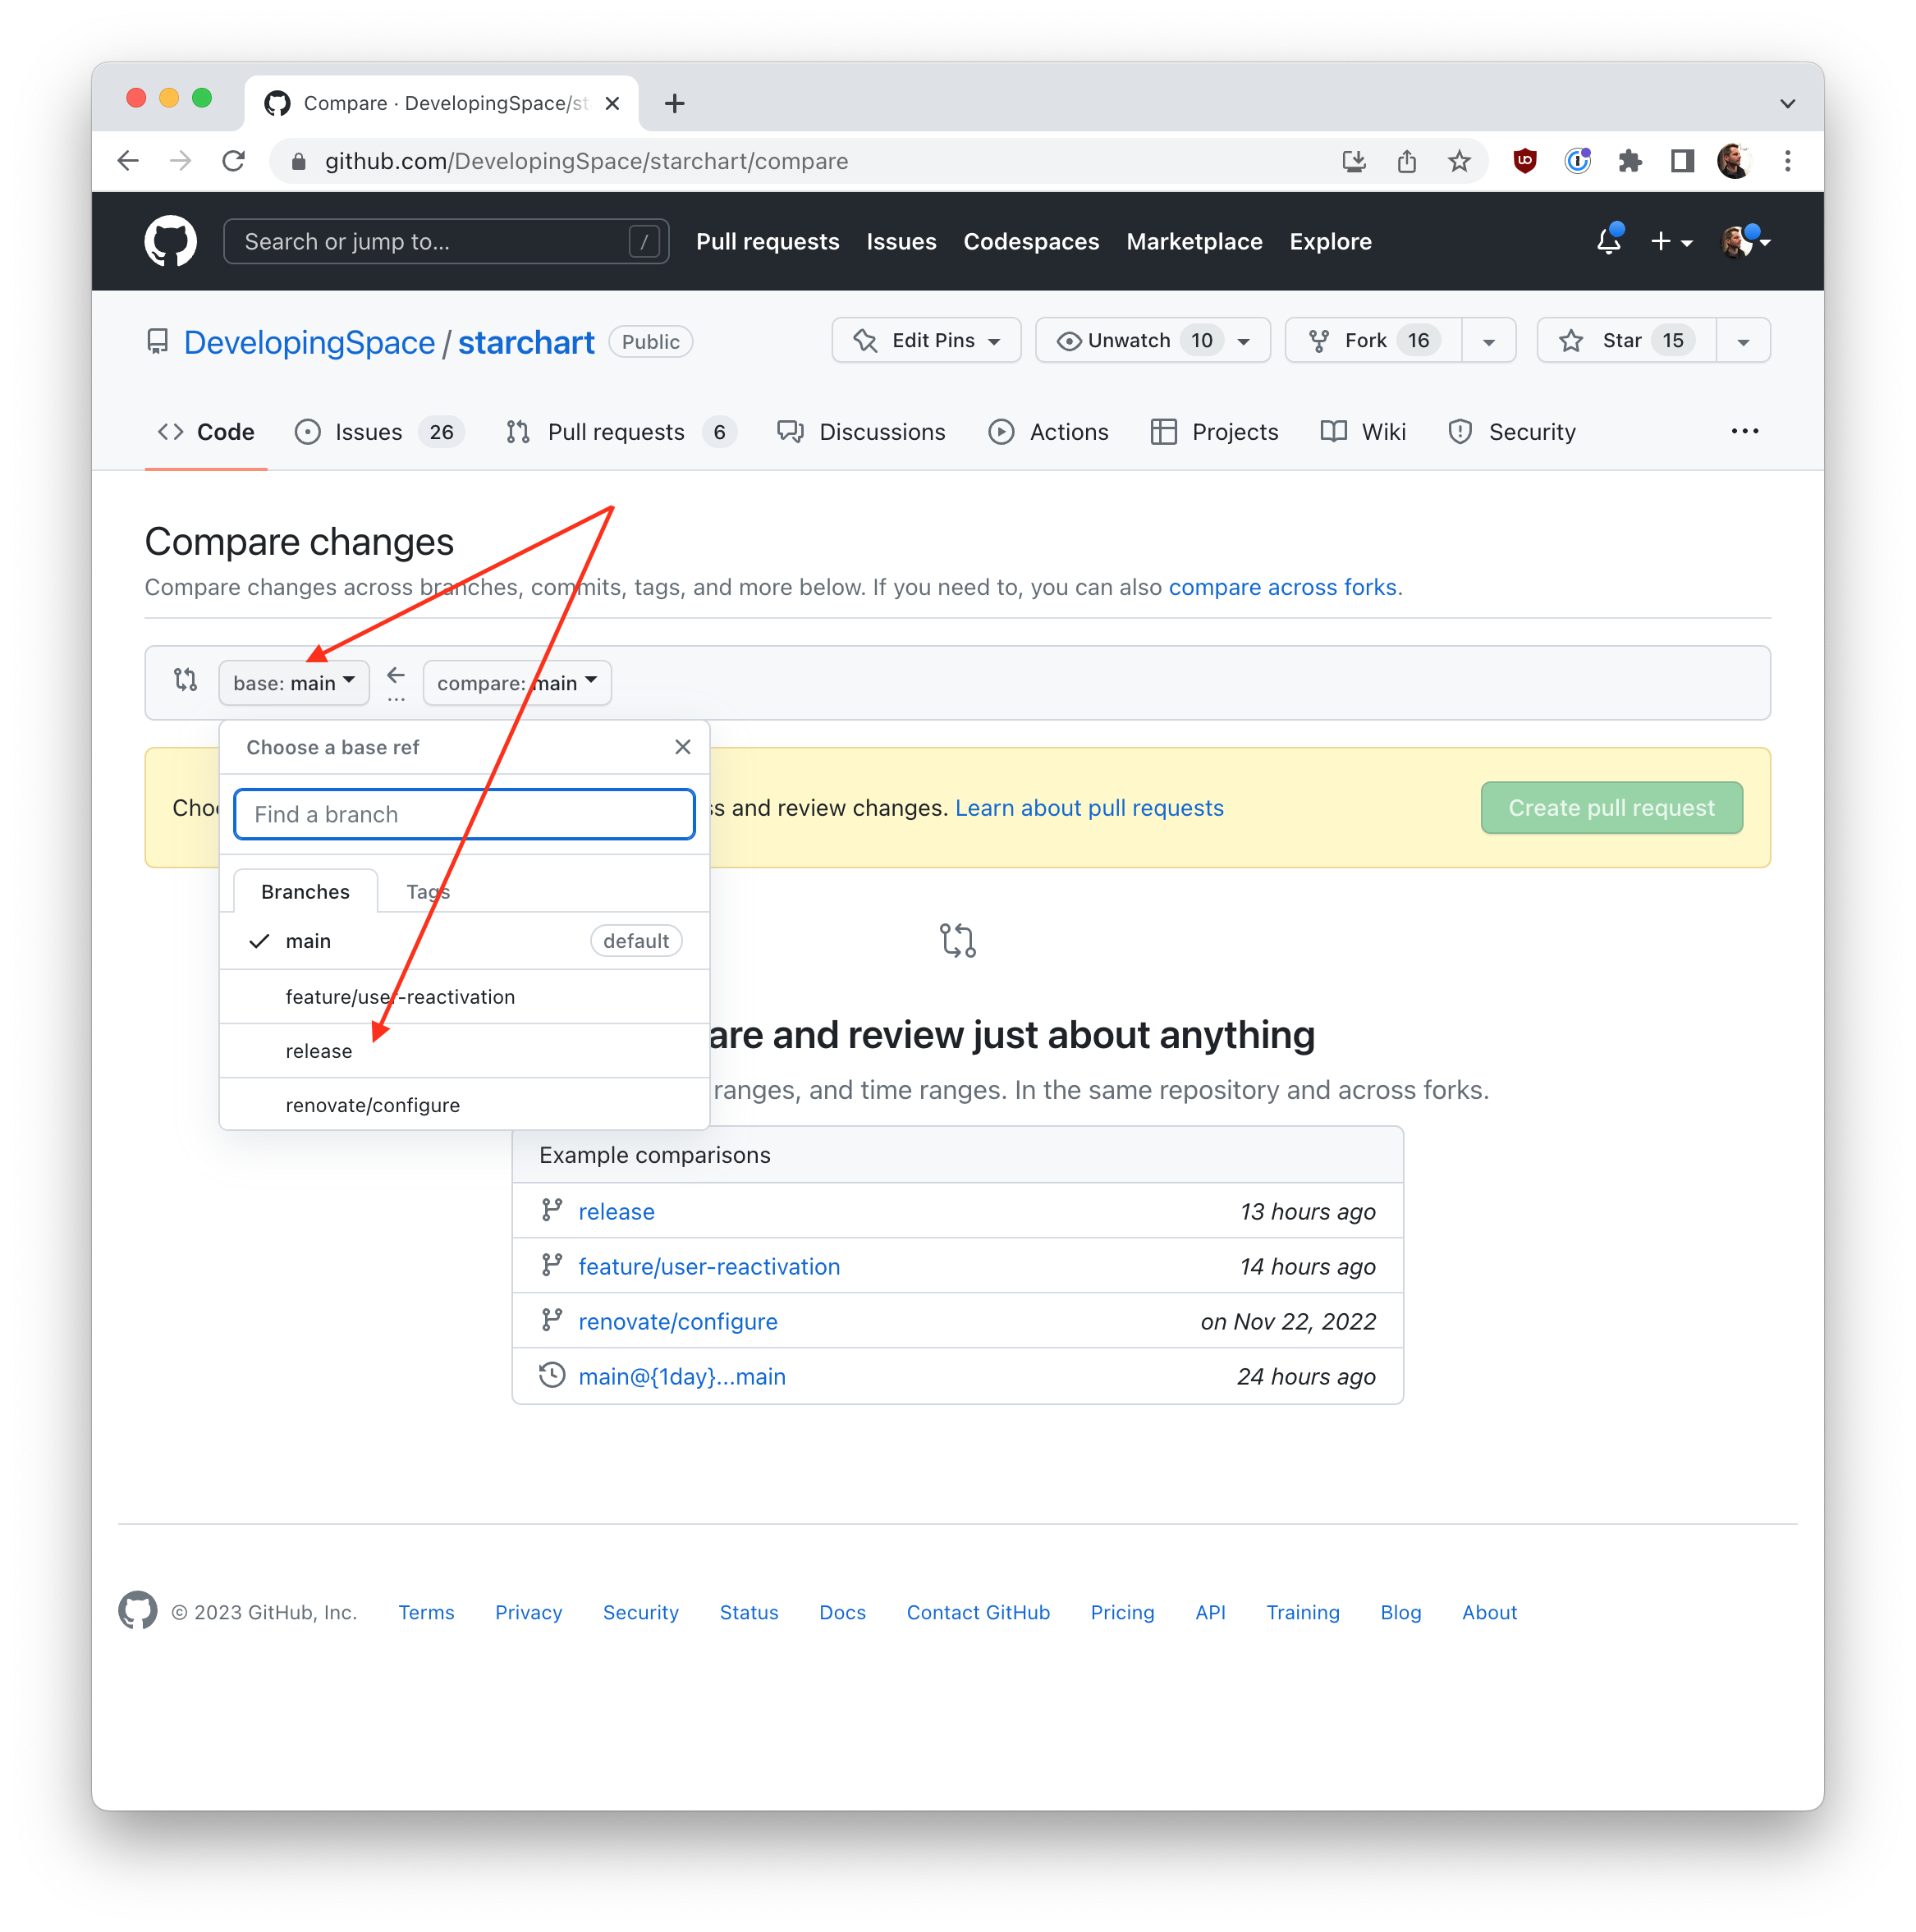 Compare · DevelopingSpace/st
github.com/DevelopingSpace/starchart/compare
Search or jump to... /
Pull requests Issues Codespaces Marketplace Explore
DevelopingSpace / starchart Public
Edit Pins Unwatch 10 Fork 16 Star 15
Code Issues 26 Pull requests 6 Discussions Actions Projects Wiki Security
Compare changes
Compare changes across branches, commits, tags, and more below. If you need to, you can also compare across forks.
base: main ... compare: main
Choose a base ref
Find a branch
s and review changes. Learn about pull requests
Create pull request
Branches Tags
main default
feature/user-reactivation
release
renovate/configure
are and review just about anything
ranges, and time ranges. In the same repository and across forks.
Example comparisons
release 13 hours ago
feature/user-reactivation 14 hours ago
renovate/configure on Nov 22, 2022
main@{1day}...main 24 hours ago
© 2023 GitHub, Inc. Terms Privacy Security Status Docs Contact GitHub Pricing API Training Blog About